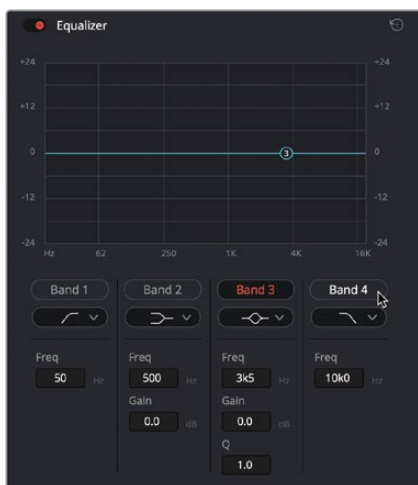 Equalizer
+24 +24
+12 +12
0 3 0
-12 -12
-24 -24
Hz 62 250 1K 4K 16K
Band 1 Band 2 Band 3 Band 4
Freq Freq Freq Freq
50 Hz 500 Hz 3k5 Hz 10k0 Hz
Gain Gain
0.0 dB 0.0 dB
Q
1.0